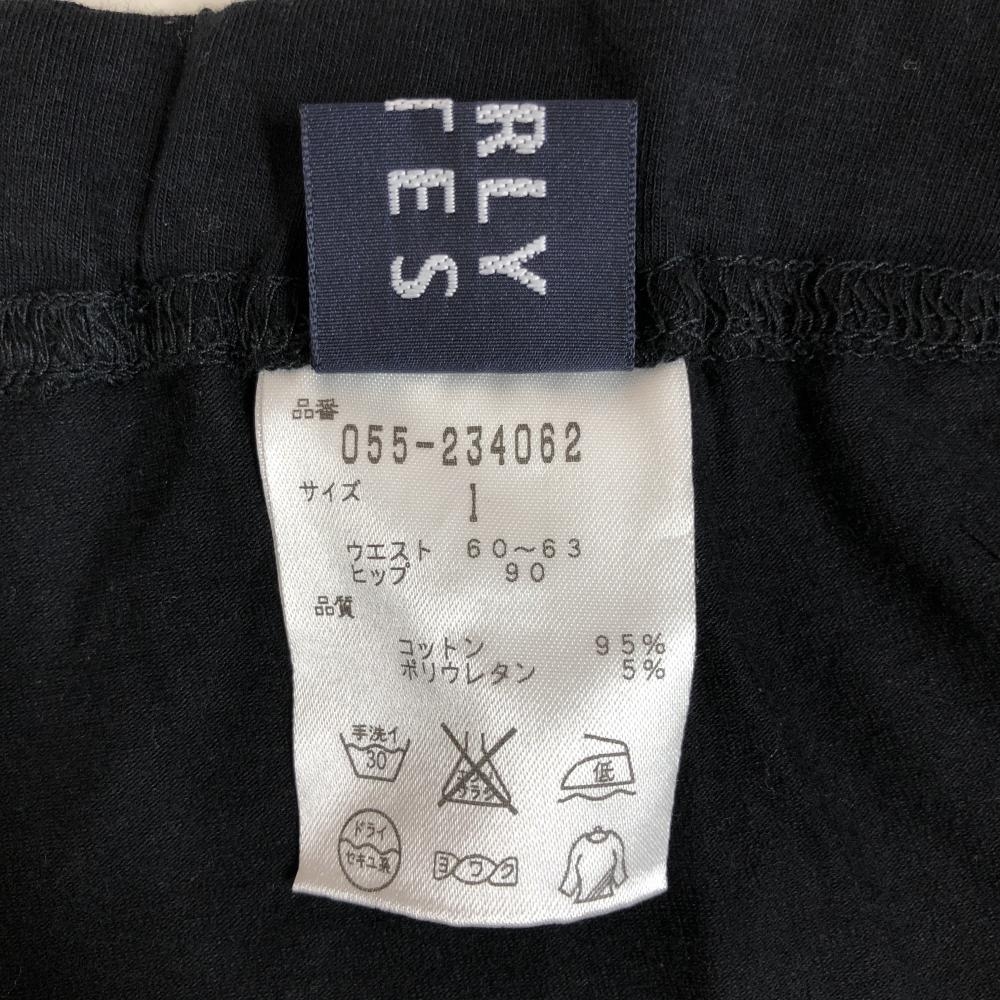 RLY
ES
品番
055-234062
サイズ 1
ウエスト 60〜63
ヒップ 90
品質
コットン 95%
ポリウレタン 5%
手洗イ
30
低
ドライ
セキユ系
ヨワク